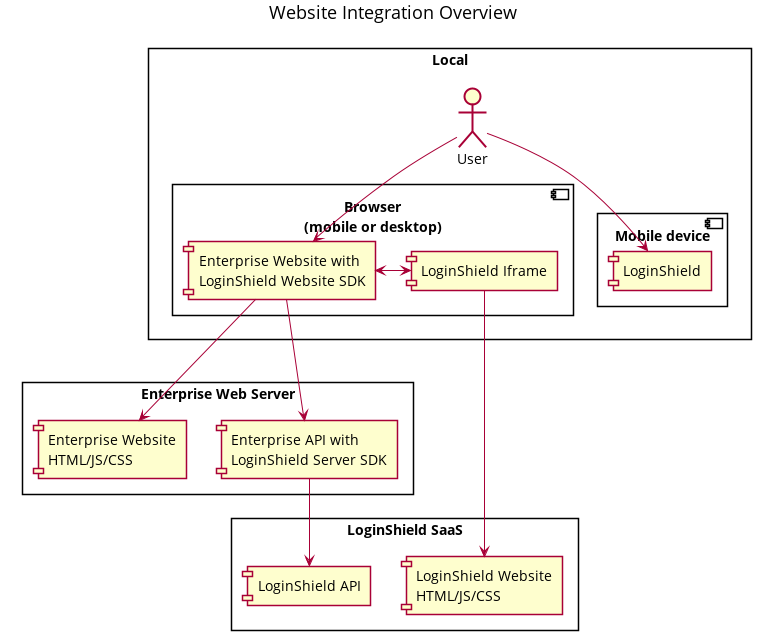 Website Integration Overview
Local
User
Browser
(mobile or desktop)
Mobile device
Enterprise Website with
LoginShield Website SDK
LoginShield Iframe
LoginShield
Enterprise Web Server
Enterprise Website
HTML/JS/CSS
Enterprise API with
LoginShield Server SDK
LoginShield SaaS
LoginShield API
LoginShield Website
HTML/JS/CSS